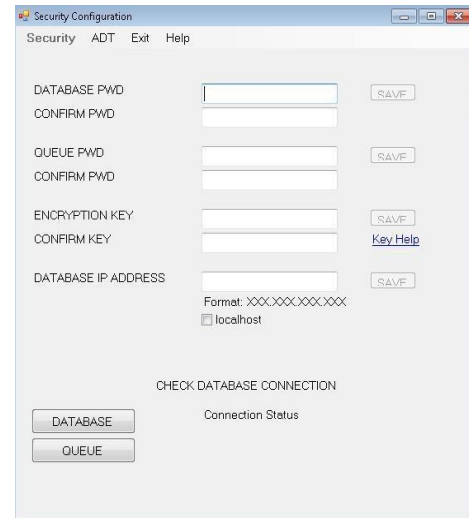 Security Configuration
Security ADT Exit Help
DATABASE PWD SAVE
CONFIRM PWD
QUEUE PWD SAVE
CONFIRM PWD
ENCRYPTION KEY SAVE
CONFIRM KEY Key Help
DATABASE IP ADDRESS SAVE
Format: XXX.XXX.XXX.XXX
localhost
CHECK DATABASE CONNECTION
DATABASE Connection Status
QUEUE